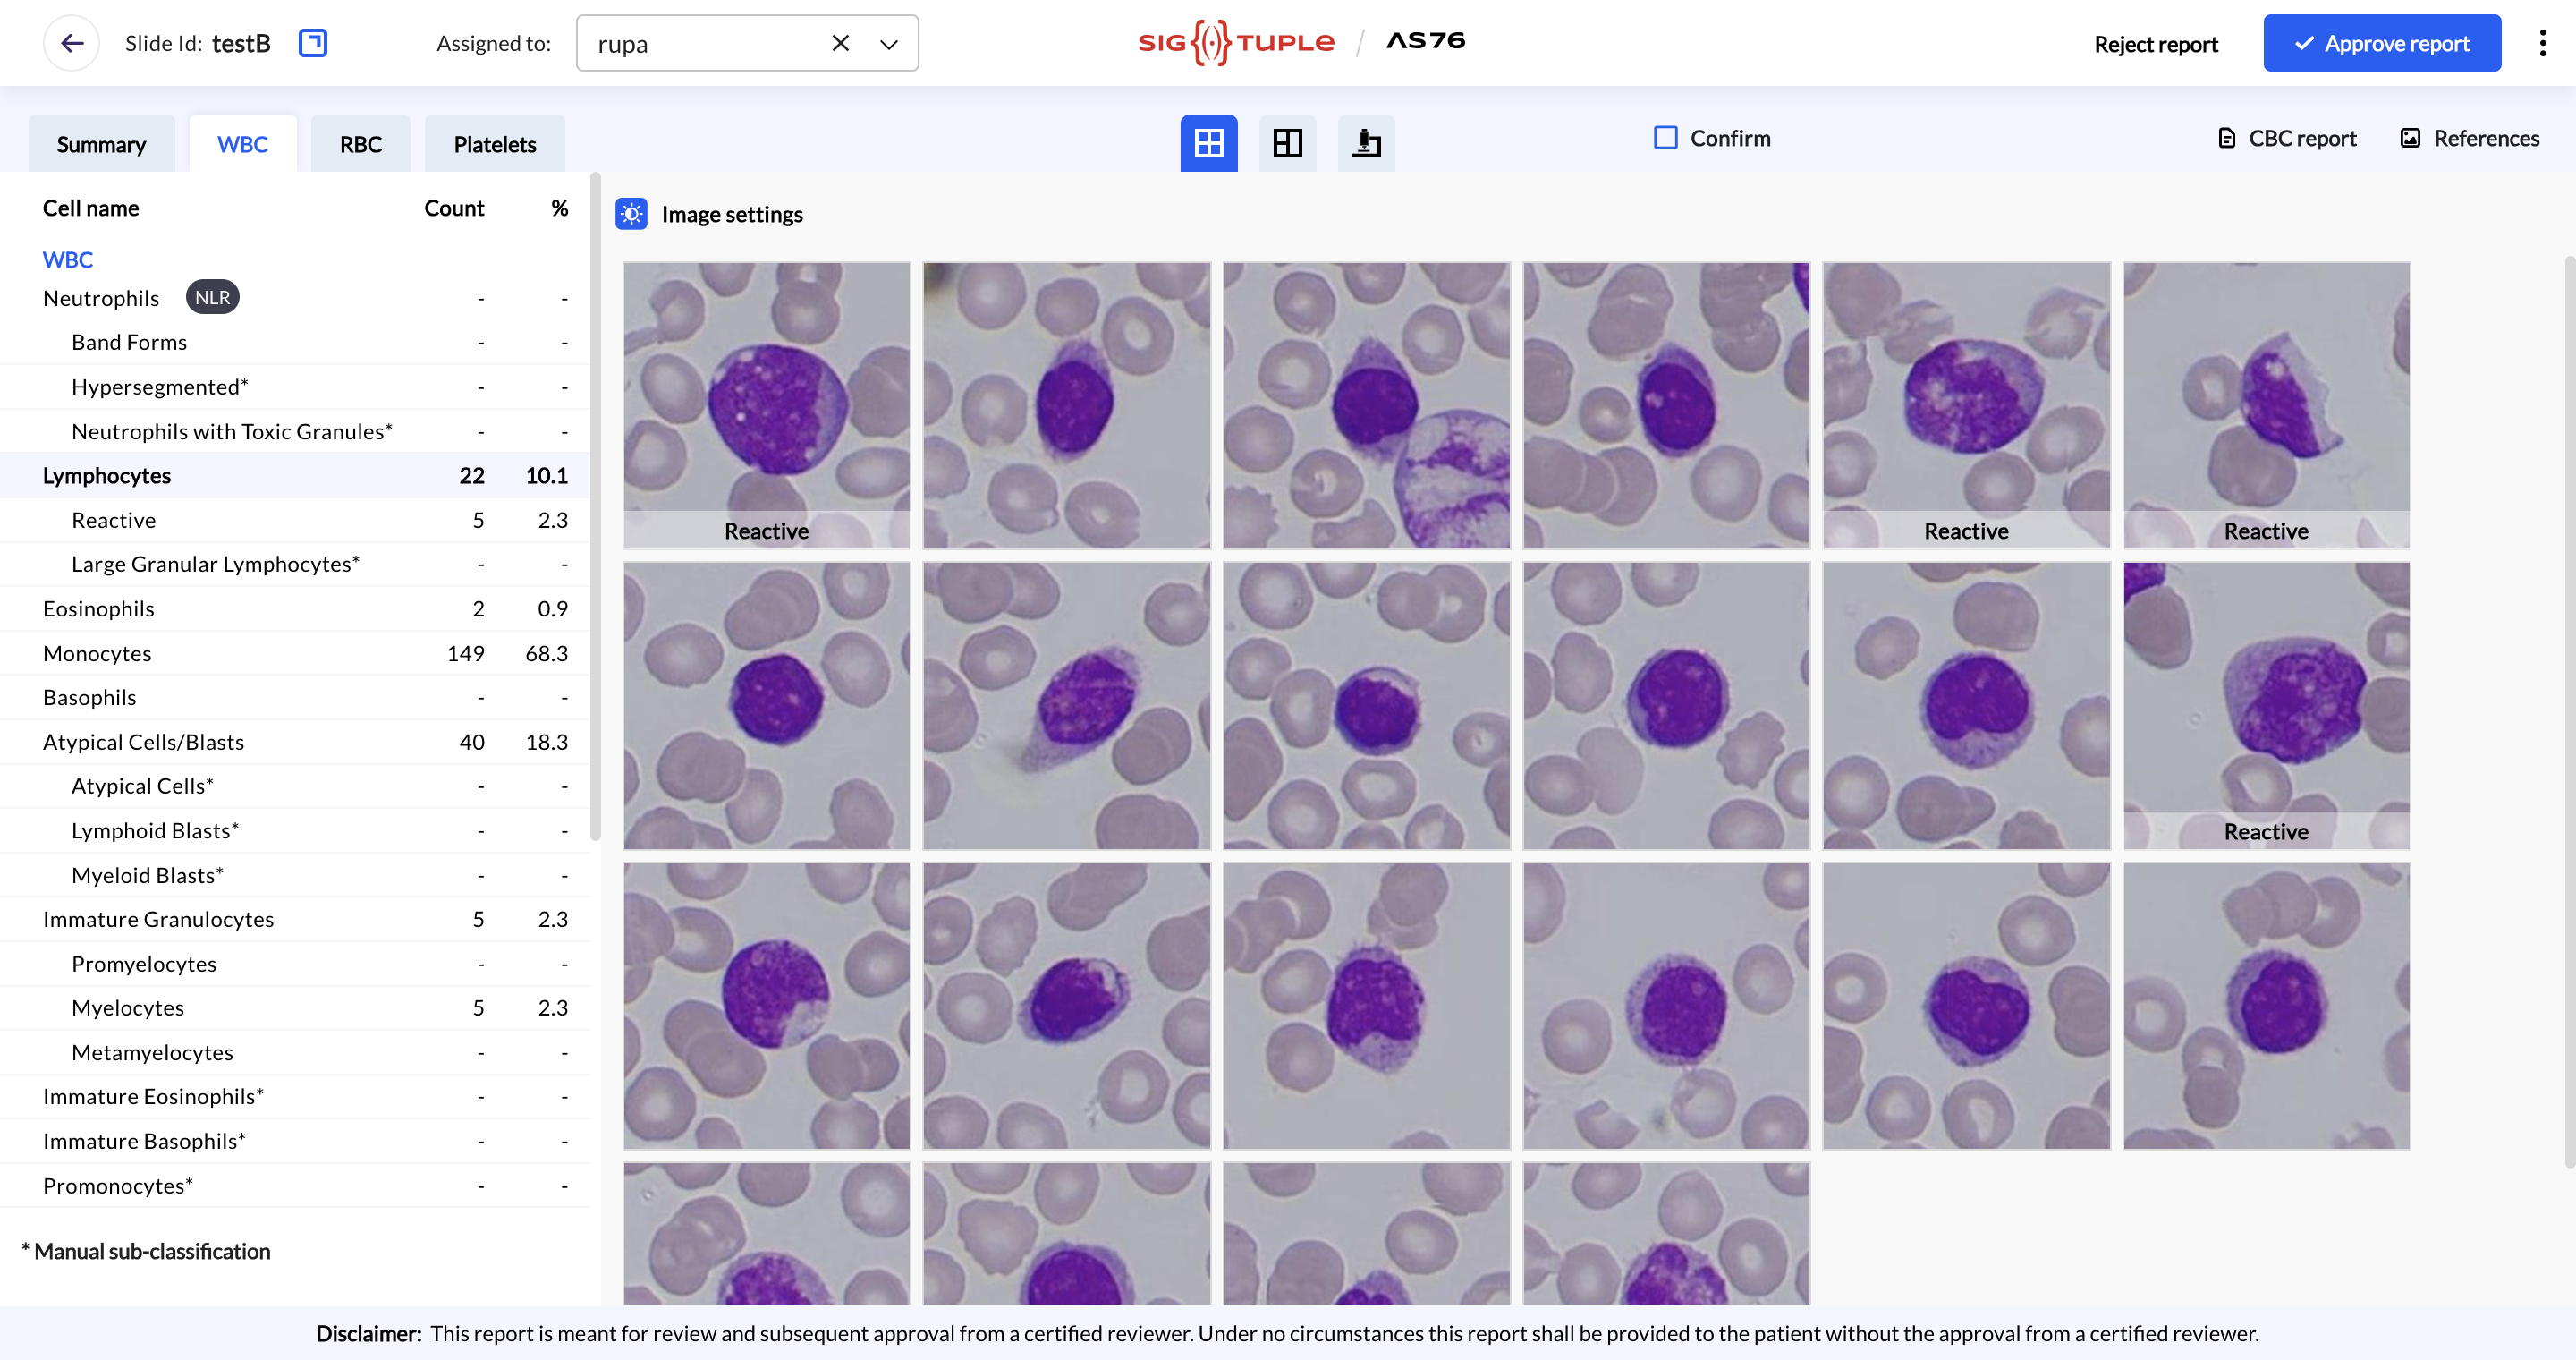 Slide Id: testB
Assigned to: rupa
SIG TUPLE / AS76
Reject report
Approve report
Summary
WBC
RBC
Platelets
Confirm
CBC report
References
Cell name Count %
WBC
Neutrophils NLR - -
Band Forms - -
Hypersegmented* - -
Neutrophils with Toxic Granules* - -
Lymphocytes 22 10.1
Reactive 5 2.3
Large Granular Lymphocytes* - -
Eosinophils 2 0.9
Monocytes 149 68.3
Basophils - -
Atypical Cells/Blasts 40 18.3
Atypical Cells* - -
Lymphoid Blasts* - -
Myeloid Blasts* - -
Immature Granulocytes 5 2.3
Promyelocytes - -
Myelocytes 5 2.3
Metamyelocytes - -
Immature Eosinophils* - -
Immature Basophils* - -
Promonocytes* - -
* Manual sub-classification
Image settings
Reactive
Reactive
Reactive
Reactive
Disclaimer: This report is meant for review and subsequent approval from a certified reviewer. Under no circumstances this report shall be provided to the patient without the approval from a certified reviewer.